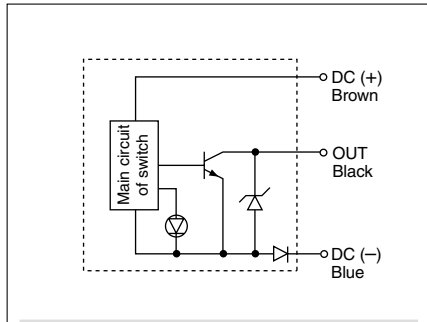 DC (+)
Brown
Main circuit
of switch
OUT
Black
DC (–)
Blue